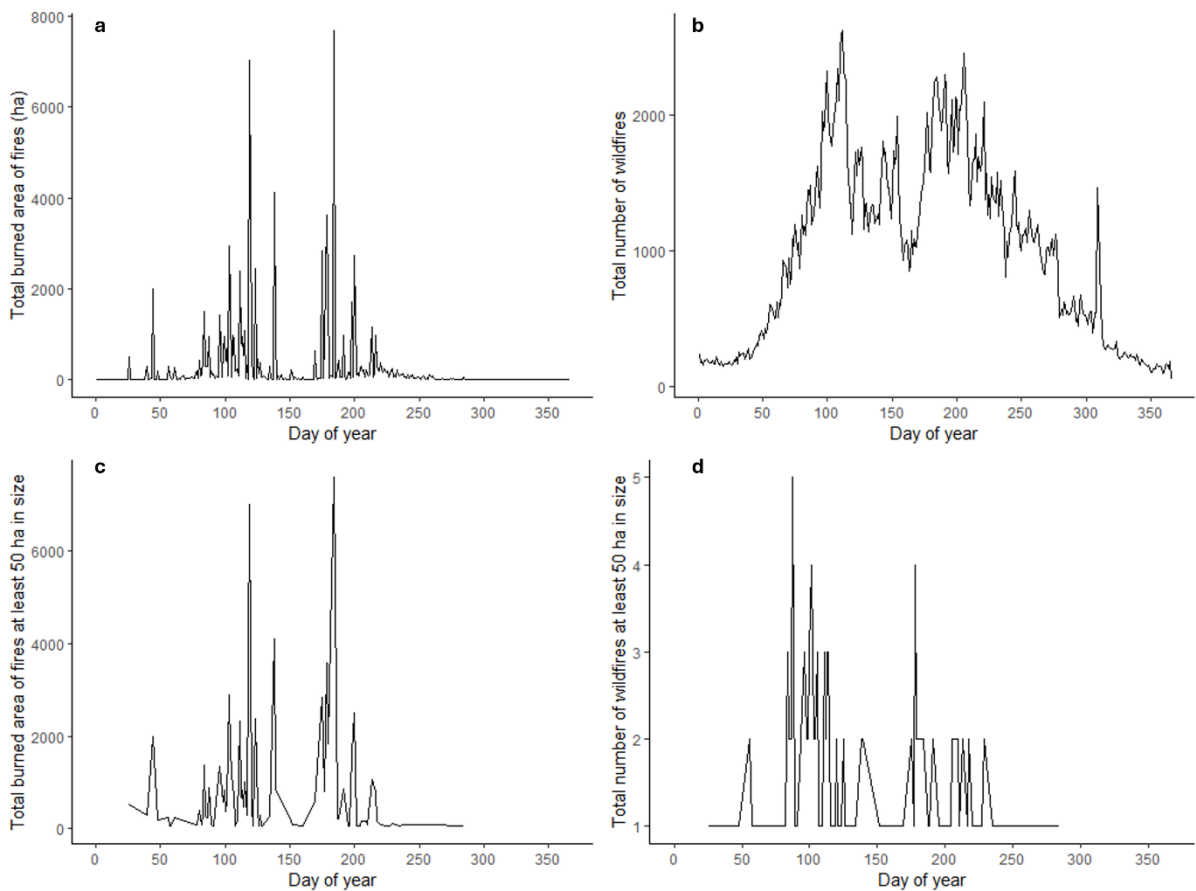 a
Total burned area of fires (ha)
8000
6000
4000
2000
0
0 50 100 150 200 250 300 350
Day of year
b
Total number of wildfires
2000
1000
0
0 50 100 150 200 250 300 350
Day of year
c
Total burned area of fires at least 50 ha in size
6000
4000
2000
0
0 50 100 150 200 250 300 350
Day of year
d
Total number of wildfires at least 50 ha in size
5
4
3
2
1
0 50 100 150 200 250 300 350
Day of year